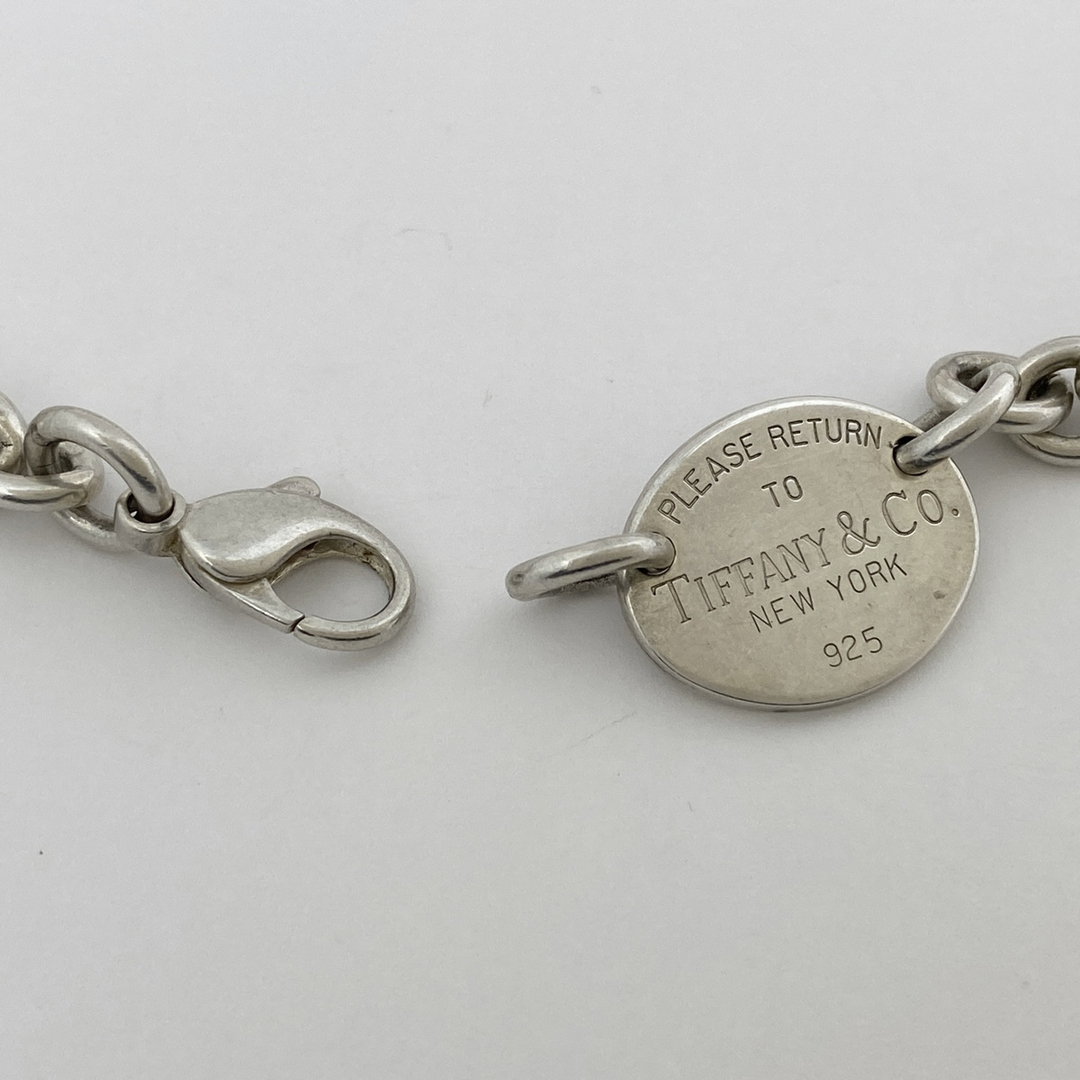 PLEASE RETURN
TO
TIFFANY & CO.
NEW YORK
925